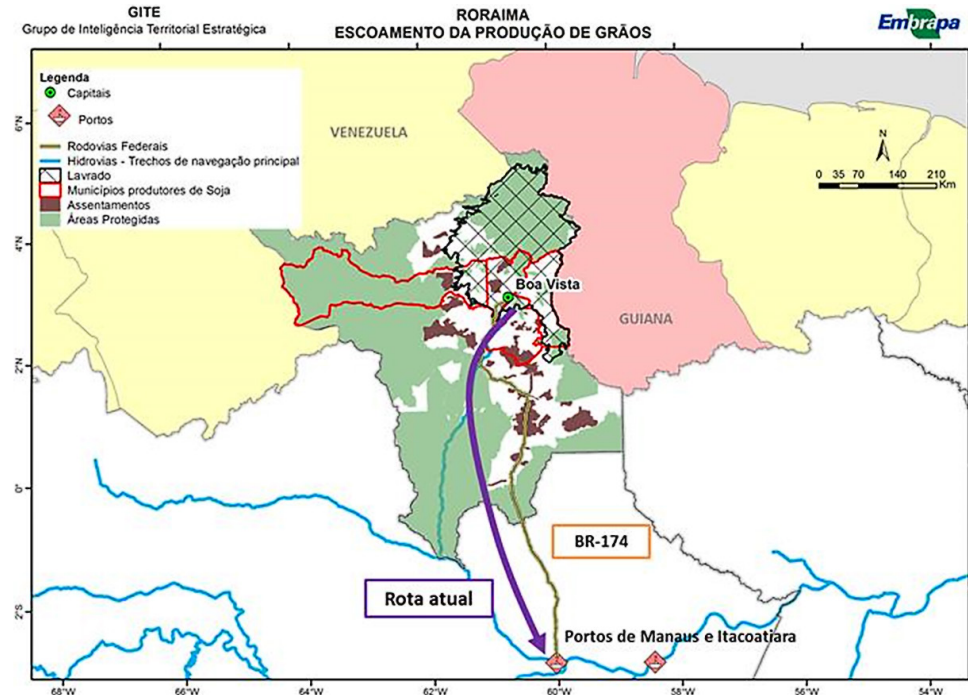 GITE
Grupo de Inteligência Territorial Estratégica
RORAIMA
ESCOAMENTO DA PRODUÇÃO DE GRÃOS
Embrapa
Legenda
Capitais
Portos
Rodovias Federais
Hidrovias - Trechos de navegação principal
Lavrado
Municípios produtores de Soja
Assentamentos
Áreas Protegidas
VENEZUELA
N
0 35 70 140 210
Km
6°N
4°N
Boa Vista
GUIANA
2°N
0°
BR-174
Rota atual
2°S
Portos de Manaus e Itacoatiara
68°W 66°W 64°W 62°W 60°W 58°W 56°W 54°W